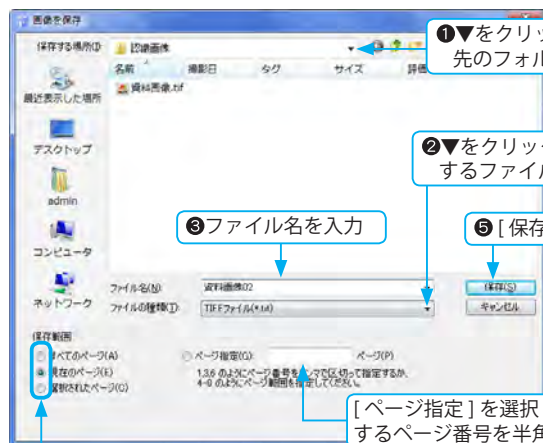 画像を保存
❶▼をクリッ
先のフォル
保存する場所(I):
認識画像
名前
撮影日
タグ
サイズ
評価
資料画像.tif
最近表示した場所
デスクトップ
❷▼をクリック
するファイル
admin
❸ファイル名を入力
❺[保存
コンピュータ
ネットワーク
ファイル名(N):
資料画像02
保存(S)
ファイルの種類(T):
TIFFファイル(*.tif)
キャンセル
保存範囲
すべてのページ(A)
ページ指定(G):
ページ(P)
現在のページ(E)
1,3,6 のようにページ番号をカンマで区切って指定するか、
4-8 のようにページ範囲を指定してください。
選択されたページ(C)
[ページ指定]を選択
するページ番号を半角